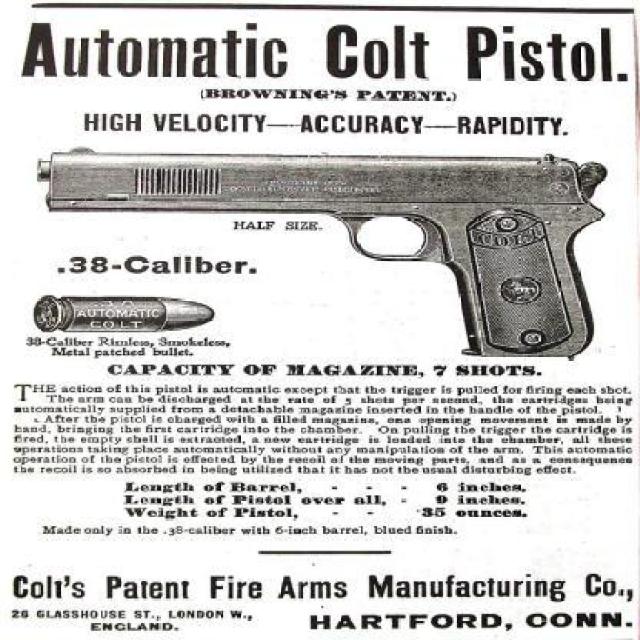 Automatic Colt Pistol.
(BROWNING'S PATENT.)
HIGH VELOCITY—ACCURACY—RAPIDITY.
HALF SIZE.
COLT
.38-Caliber.
AUTOMATIC
COLT
38-Caliber Rimless, Smokeless,
Metal patched bullet.
CAPACITY OF MAGAZINE, 7 SHOTS.
THE action of this pistol is automatic except that the trigger is pulled for firing each shot.
The arm can be discharged at the rate of 5 shots per second, the cartridges being
automatically supplied from a detachable magazine inserted in the handle of the pistol.
After the pistol is charged with a filled magazine, one opening movement is made by
hand, bringing the first cartridge into the chamber. On pulling the trigger the cartridge is
fired, the empty shell is extracted, a new cartridge is loaded into the chamber, all these
operations taking place automatically without any manipulation of the arm. This automatic
operation of the pistol is effected by the recoil of the moving parts, and as a consequence
the recoil is so absorbed in being utilized that it has not the usual disturbing effect.
Length of Barrel, - - - 6 inches.
Length of Pistol over all, - 9 inches.
Weight of Pistol, - - 35 ounces.
Made only in the .38-caliber with 6-inch barrel, blued finish.
Colt's Patent Fire Arms Manufacturing Co.,
26 GLASSHOUSE ST., LONDON W.,
ENGLAND.
HARTFORD, CONN.